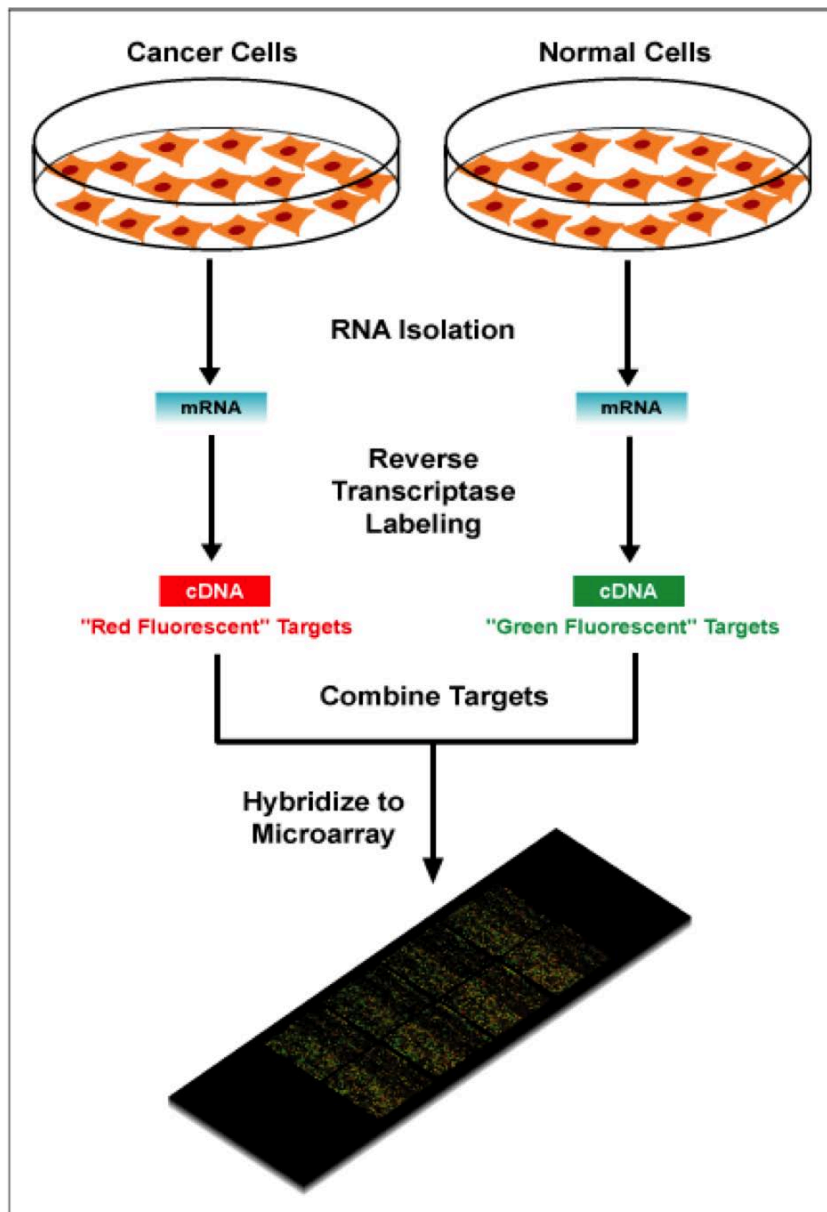 Cancer Cells
Normal Cells
RNA Isolation
mRNA
mRNA
Reverse
Transcriptase
Labeling
cDNA
cDNA
"Red Fluorescent" Targets
"Green Fluorescent" Targets
Combine Targets
Hybridize to
Microarray